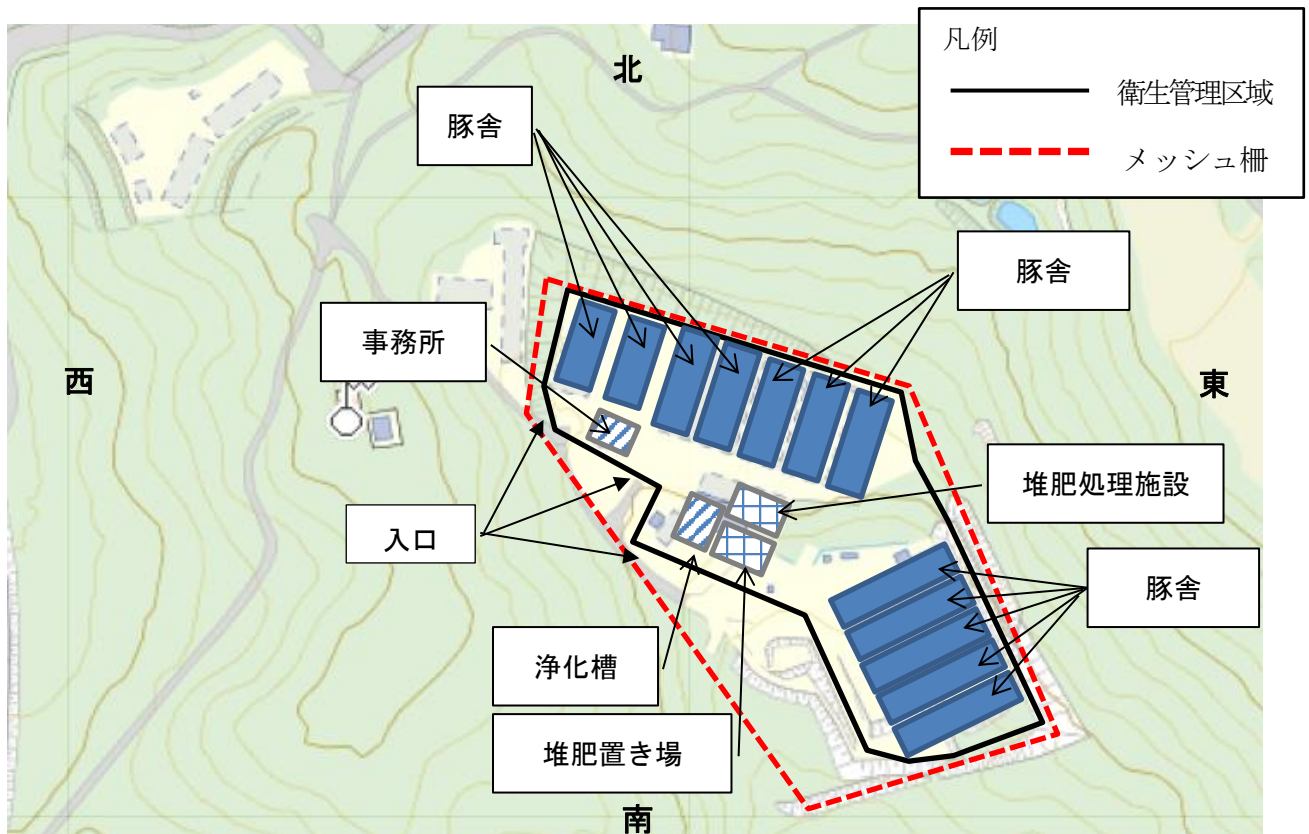 凡例
衛生管理区域
メッシュ柵
北
豚舎
豚舎
事務所
西
東
堆肥処理施設
入口
豚舎
浄化槽
堆肥置き場
南